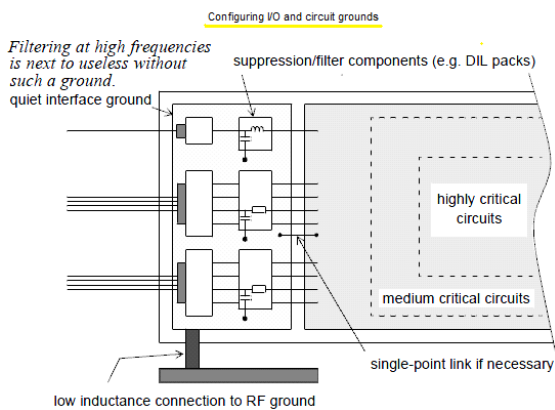 Configuring I/O and circuit grounds
Filtering at high frequencies
is next to useless without
such a ground.
suppression/filter components (e.g. DIL packs)
quiet interface ground
highly critical
circuits
medium critical circuits
single-point link if necessary
low inductance connection to RF ground